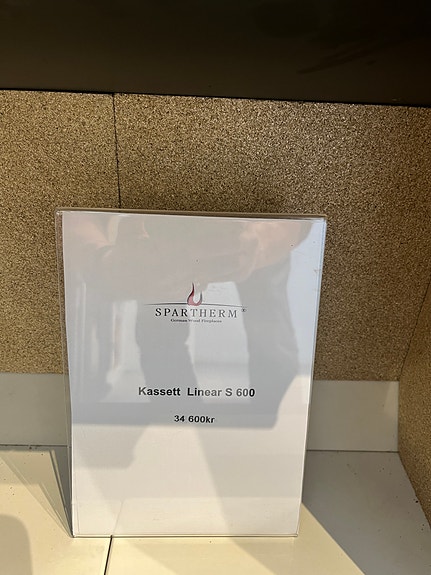 SPARTHERM®
German Wood Fireplaces
Kassett Linear S 600
34 600kr